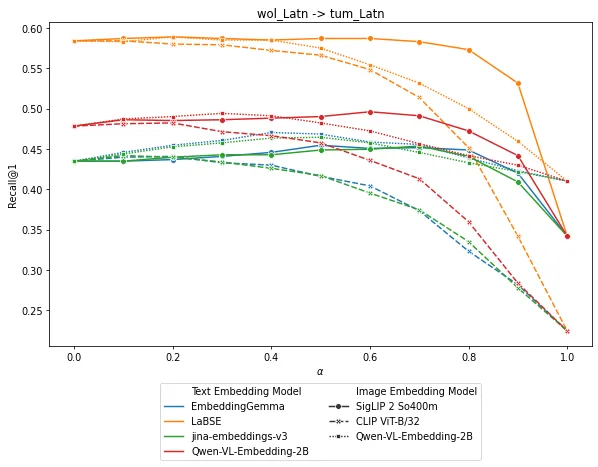 wol_Latn -> tum_Latn
Recall@1
0.60
0.55
0.50
0.45
0.40
0.35
0.30
0.25
0.0 0.2 0.4 0.6 0.8 1.0
α
Text Embedding Model
EmbeddingGemma
LaBSE
jina-embeddings-v3
Qwen-VL-Embedding-2B
Image Embedding Model
SigLIP 2 So400m
CLIP ViT-B/32
Qwen-VL-Embedding-2B